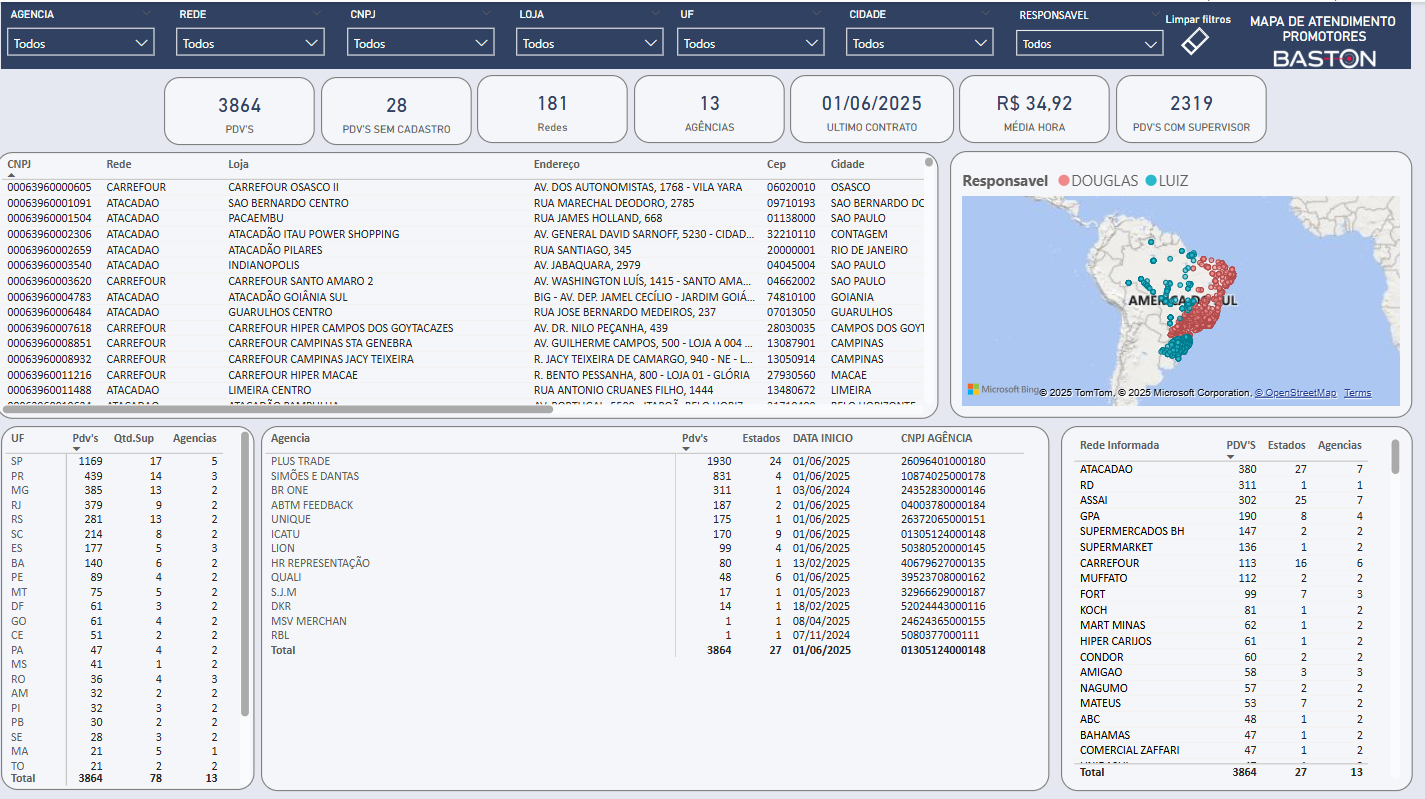 AGENCIA REDE CNPJ LOJA UF CIDADE RESPONSAVEL Limpar filtros MAPA DE ATENDIMENTO PROMOTORES
Todos Todos Todos Todos Todos Todos Todos BASTON
3864 28 181 13 01/06/2025 R$ 34,92 2319
PDV'S PDV'S SEM CADASTRO Redes AGÊNCIAS ULTIMO CONTRATO MÉDIA HORA PDV'S COM SUPERVISOR
CNPJ Rede Loja Endereço Cep Cidade
00063960000605 CARREFOUR CARREFOUR OSASCO II AV. DOS AUTONOMISTAS, 1768 - VILA YARA 06020010 OSASCO
00063960001091 ATACADAO SAO BERNARDO CENTRO RUA MARECHAL DEODORO, 2785 09710193 SAO BERNARDO DC
00063960001504 ATACADAO PACAEMBU RUA JAMES HOLLAND, 668 01138000 SAO PAULO
00063960002306 ATACADAO ATACADÃO ITAU POWER SHOPPING AV. GENERAL DAVID SARNOFF, 5230 - CIDAD... 32210110 CONTAGEM
00063960002659 ATACADAO ATACADÃO PILARES RUA SANTIAGO, 345 20000001 RIO DE JANEIRO
00063960003540 ATACADAO INDIANOPOLIS AV. JABAQUARA, 2979 04045004 SAO PAULO
00063960003620 CARREFOUR CARREFOUR SANTO AMARO 2 AV. WASHINGTON LUÍS, 1415 - SANTO AMA... 04662002 SAO PAULO
00063960004783 ATACADAO ATACADÃO GOIÂNIA SUL BIG - AV. DEP. JAMEL CECÍLIO - JARDIM GOIÁ... 74810100 GOIANIA
00063960006484 ATACADAO GUARULHOS CENTRO RUA JOSE BERNARDO MEDEIROS, 237 07013050 GUARULHOS
00063960007618 CARREFOUR CARREFOUR HIPER CAMPOS DOS GOYTACAZES AV. DR. NILO PEÇANHA, 439 28030035 CAMPOS DOS GOYT
00063960008851 CARREFOUR CARREFOUR CAMPINAS STA GENEBRA AV. GUILHERME CAMPOS, 500 - LOJA A 004 ... 13087901 CAMPINAS
00063960008932 CARREFOUR CARREFOUR CAMPINAS JACY TEIXEIRA R. JACY TEIXEIRA DE CAMARGO, 940 - NE - L... 13050914 CAMPINAS
00063960011216 CARREFOUR CARREFOUR HIPER MACAE R. BENTO PESSANHA, 800 - LOJA 01 - GLÓRIA 27930560 MACAE
00063960011488 ATACADAO LIMEIRA CENTRO RUA ANTONIO CRUANES FILHO, 1444 13480672 LIMEIRA
Responsavel DOUGLAS LUIZ
AMÉRICA DO SUL
Microsoft Bing © 2025 TomTom, © 2025 Microsoft Corporation, © OpenStreetMap Terms
UF Pdv's Qtd.Sup Agencias
SP 1169 17 5
PR 439 14 3
MG 385 13 2
RJ 379 9 2
RS 281 13 2
SC 214 8 2
ES 177 5 3
BA 140 6 2
PE 89 4 2
MT 75 5 2
DF 61 3 2
GO 61 4 2
CE 51 2 2
PA 47 4 2
MS 41 1 2
RO 36 4 3
AM 32 2 2
PI 32 3 2
PB 30 2 2
SE 28 3 2
MA 21 5 1
TO 21 2 2
Total 3864 78 13
Agencia Pdv's Estados DATA INICIO CNPJ AGÊNCIA
PLUS TRADE 1930 24 01/06/2025 26096401000180
SIMÕES E DANTAS 831 4 01/06/2025 10874025000178
BR ONE 311 1 03/06/2024 24352830000146
ABTM FEEDBACK 187 2 01/06/2025 04003780000184
UNIQUE 175 1 01/06/2025 26372065000151
ICATU 170 9 01/06/2025 01305124000148
LION 99 4 01/06/2025 50380520000145
HR REPRESENTAÇÃO 80 1 13/02/2025 40679627000135
QUALI 48 6 01/06/2025 39523708000162
S.J.M 17 1 01/05/2023 32966629000187
DKR 14 1 18/02/2025 52024443000116
MSV MERCHAN 1 1 08/04/2025 24624365000155
RBL 1 1 07/11/2024 5080377000111
Total 3864 27 01/06/2025 01305124000148
Rede Informada PDV'S Estados Agencias
ATACADAO 380 27 7
RD 311 1 1
ASSAI 302 25 7
GPA 190 8 4
SUPERMERCADOS BH 147 2 2
SUPERMARKET 136 1 2
CARREFOUR 113 16 6
MUFFATO 112 2 2
FORT 99 7 3
KOCH 81 1 2
MART MINAS 62 1 2
HIPER CARIJOS 61 1 2
CONDOR 60 2 2
AMIGAO 58 3 3
NAGUMO 57 2 2
MATEUS 53 7 2
ABC 48 1 2
BAHAMAS 47 1 2
COMERCIAL ZAFFARI 47 1 2
Total 3864 27 13